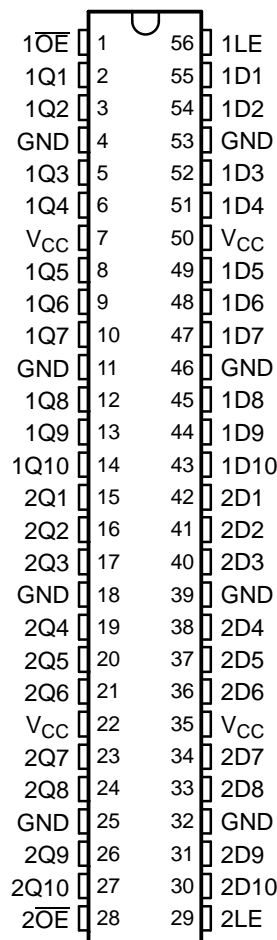 1O̅E̅ 1 56 1LE
1Q1 2 55 1D1
1Q2 3 54 1D2
GND 4 53 GND
1Q3 5 52 1D3
1Q4 6 51 1D4
VCC 7 50 VCC
1Q5 8 49 1D5
1Q6 9 48 1D6
1Q7 10 47 1D7
GND 11 46 GND
1Q8 12 45 1D8
1Q9 13 44 1D9
1Q10 14 43 1D10
2Q1 15 42 2D1
2Q2 16 41 2D2
2Q3 17 40 2D3
GND 18 39 GND
2Q4 19 38 2D4
2Q5 20 37 2D5
2Q6 21 36 2D6
VCC 22 35 VCC
2Q7 23 34 2D7
2Q8 24 33 2D8
GND 25 32 GND
2Q9 26 31 2D9
2Q10 27 30 2D10
2O̅E̅ 28 29 2LE